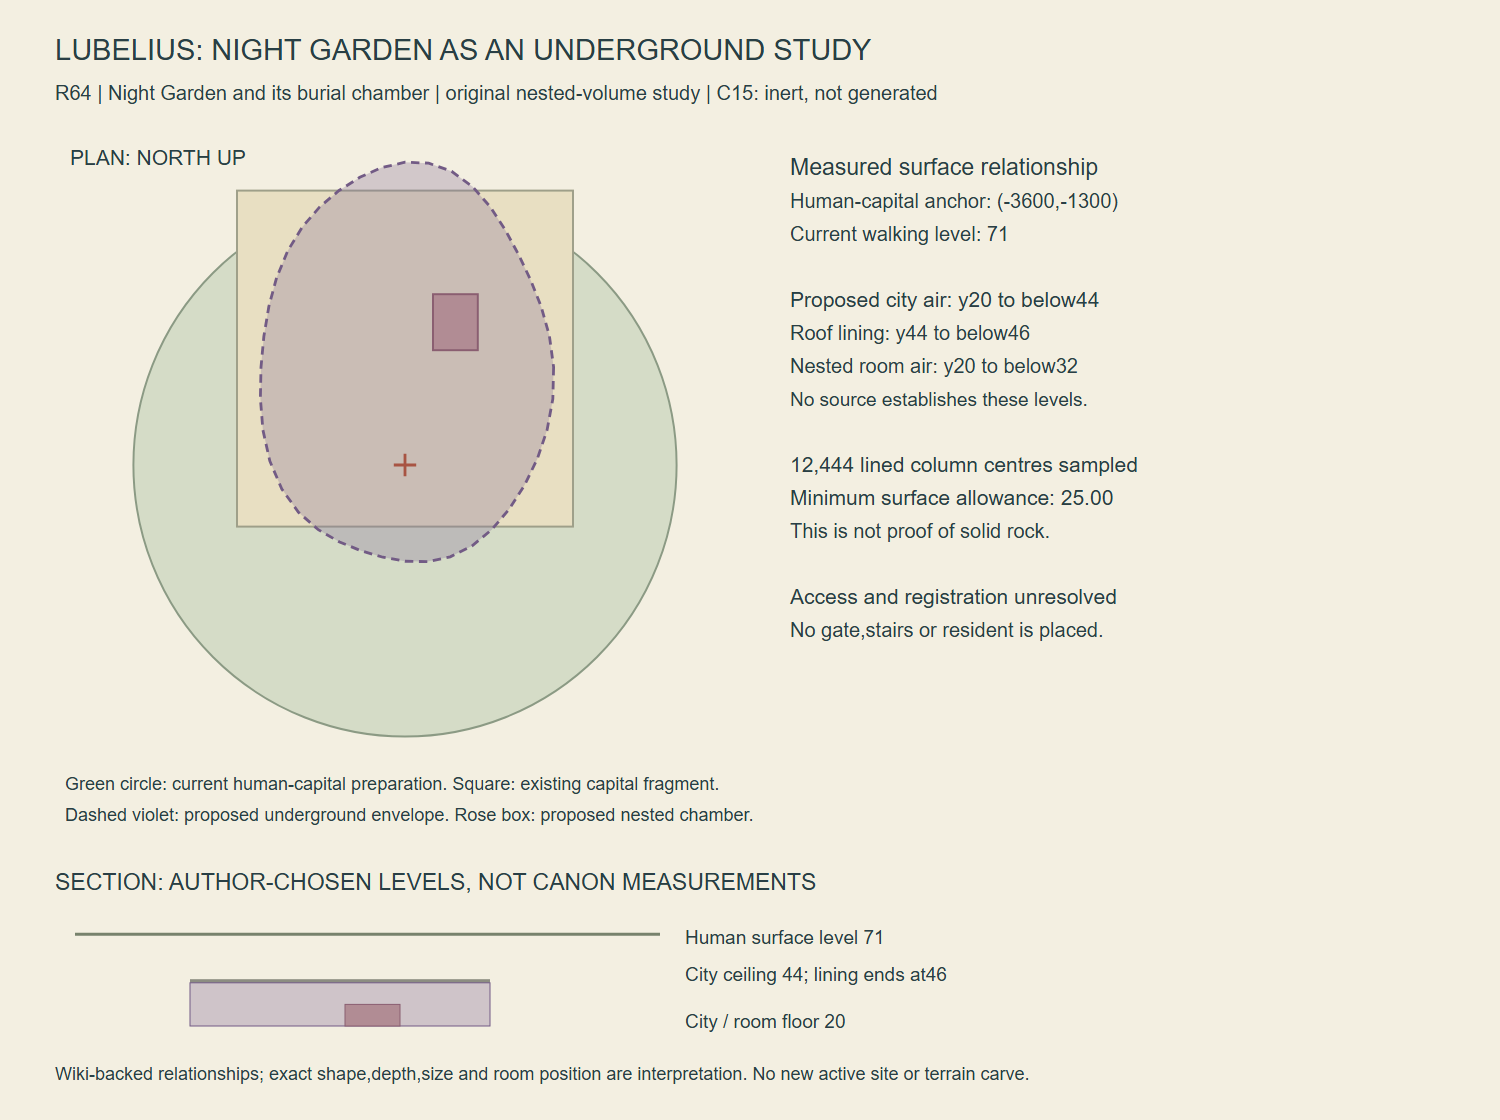 LUBELIUS: NIGHT GARDEN AS AN UNDERGROUND STUDY
R64 | Night Garden and its burial chamber | original nested-volume study | C15: inert, not generated
PLAN: NORTH UP
Measured surface relationship
Human-capital anchor: (-3600,-1300)
Current walking level: 71
Proposed city air: y20 to below44
Roof lining: y44 to below46
Nested room air: y20 to below32
No source establishes these levels.
12,444 lined column centres sampled
Minimum surface allowance: 25.00
This is not proof of solid rock.
Access and registration unresolved
No gate,stairs or resident is placed.
Green circle: current human-capital preparation. Square: existing capital fragment.
Dashed violet: proposed underground envelope. Rose box: proposed nested chamber.
SECTION: AUTHOR-CHOSEN LEVELS, NOT CANON MEASUREMENTS
Human surface level 71
City ceiling 44; lining ends at46
City / room floor 20
Wiki-backed relationships; exact shape,depth,size and room position are interpretation. No new active site or terrain carve.